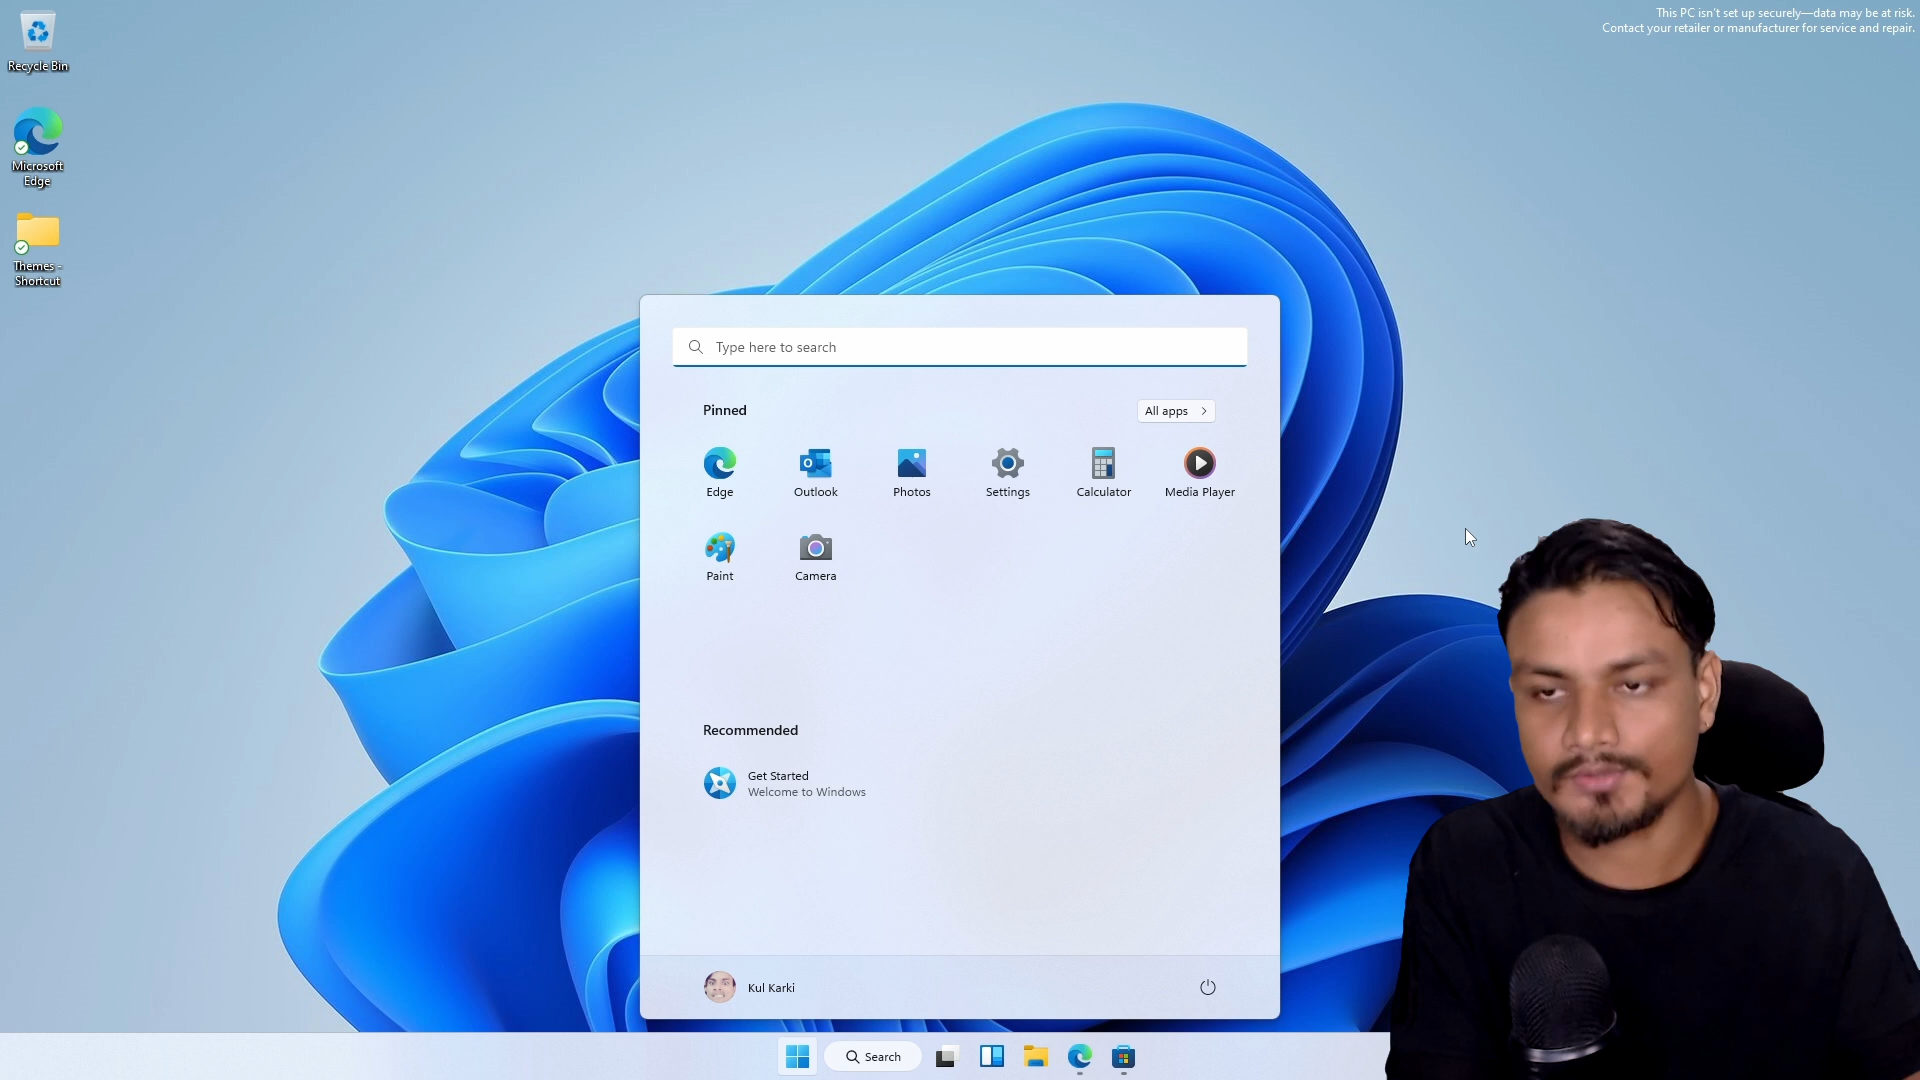 This PC isn't set up securely—data may be at risk.
Contact your retailer or manufacturer for service and repair.
Recycle Bin
Microsoft
Edge
Themes -
Shortcut
Type here to search
Pinned
All apps
Edge
Outlook
Photos
Settings
Calculator
Media Player
Paint
Camera
Recommended
Get Started
Welcome to Windows
Kul Karki
Search